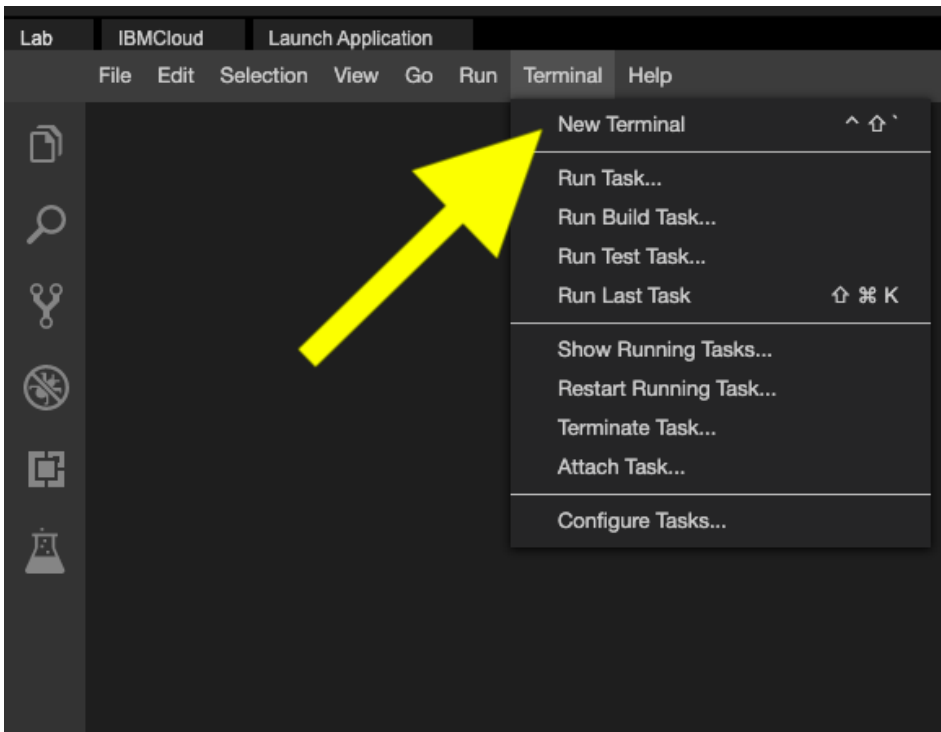 Lab IBMCloud Launch Application
File Edit Selection View Go Run Terminal Help
New Terminal ^ ⇧ `
Run Task...
Run Build Task...
Run Test Task...
Run Last Task ⇧ ⌘ K
Show Running Tasks...
Restart Running Task...
Terminate Task...
Attach Task...
Configure Tasks...